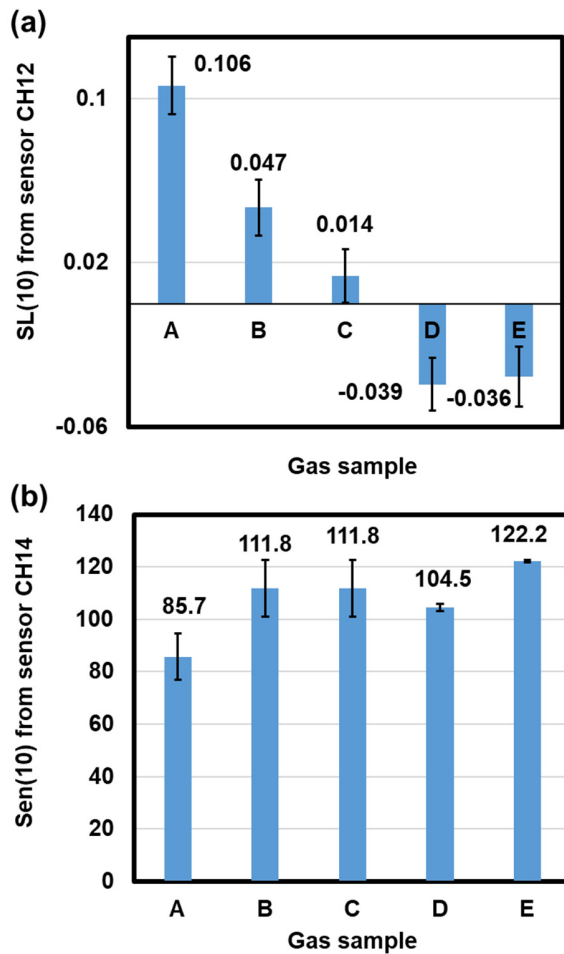 (a)
SL(10) from sensor CH12
0.1
0.02
-0.06
0.106
0.047
0.014
-0.039
-0.036
A B C D E
Gas sample
(b)
Sen(10) from sensor CH14
140
120
100
80
60
40
20
0
85.7
111.8
111.8
104.5
122.2
A B C D E
Gas sample